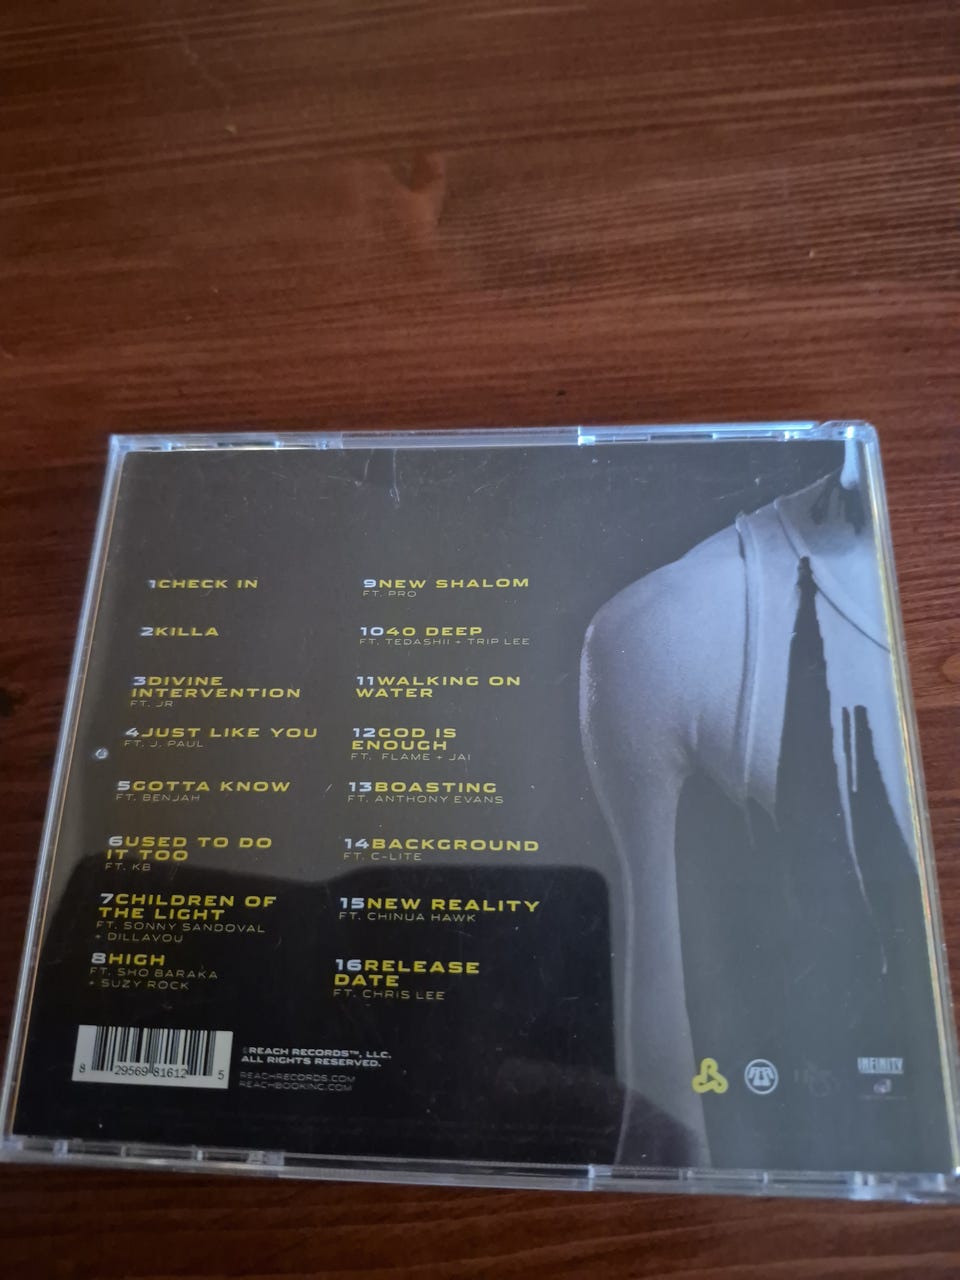 1CHECK IN
2KILLA
3DIVINE
INTERVENTION
FT. JR
4JUST LIKE YOU
FT. J. PAUL
5GOTTA KNOW
FT. BENJAH
6USED TO DO
IT TOO
FT. KB
7CHILDREN OF
THE LIGHT
FT. SONNY SANDOVAL
+ DILLAVOU
8HIGH
FT. SHO BARAKA
+ SUZY ROCK
9NEW SHALOM
FT. PRO
1040 DEEP
FT. TEDASHII + TRIP LEE
11WALKING ON
WATER
12GOD IS
ENOUGH
FT. FLAME + JAI
13BOASTING
FT. ANTHONY EVANS
14BACKGROUND
FT. C-LITE
15NEW REALITY
FT. CHINUA HAWK
16RELEASE
DATE
FT. CHRIS LEE
8 29569 81612 5
©REACH RECORDS™, LLC.
ALL RIGHTS RESERVED.
REACHRECORDS.COM
REACHBOOKINC.COM
INFINITY